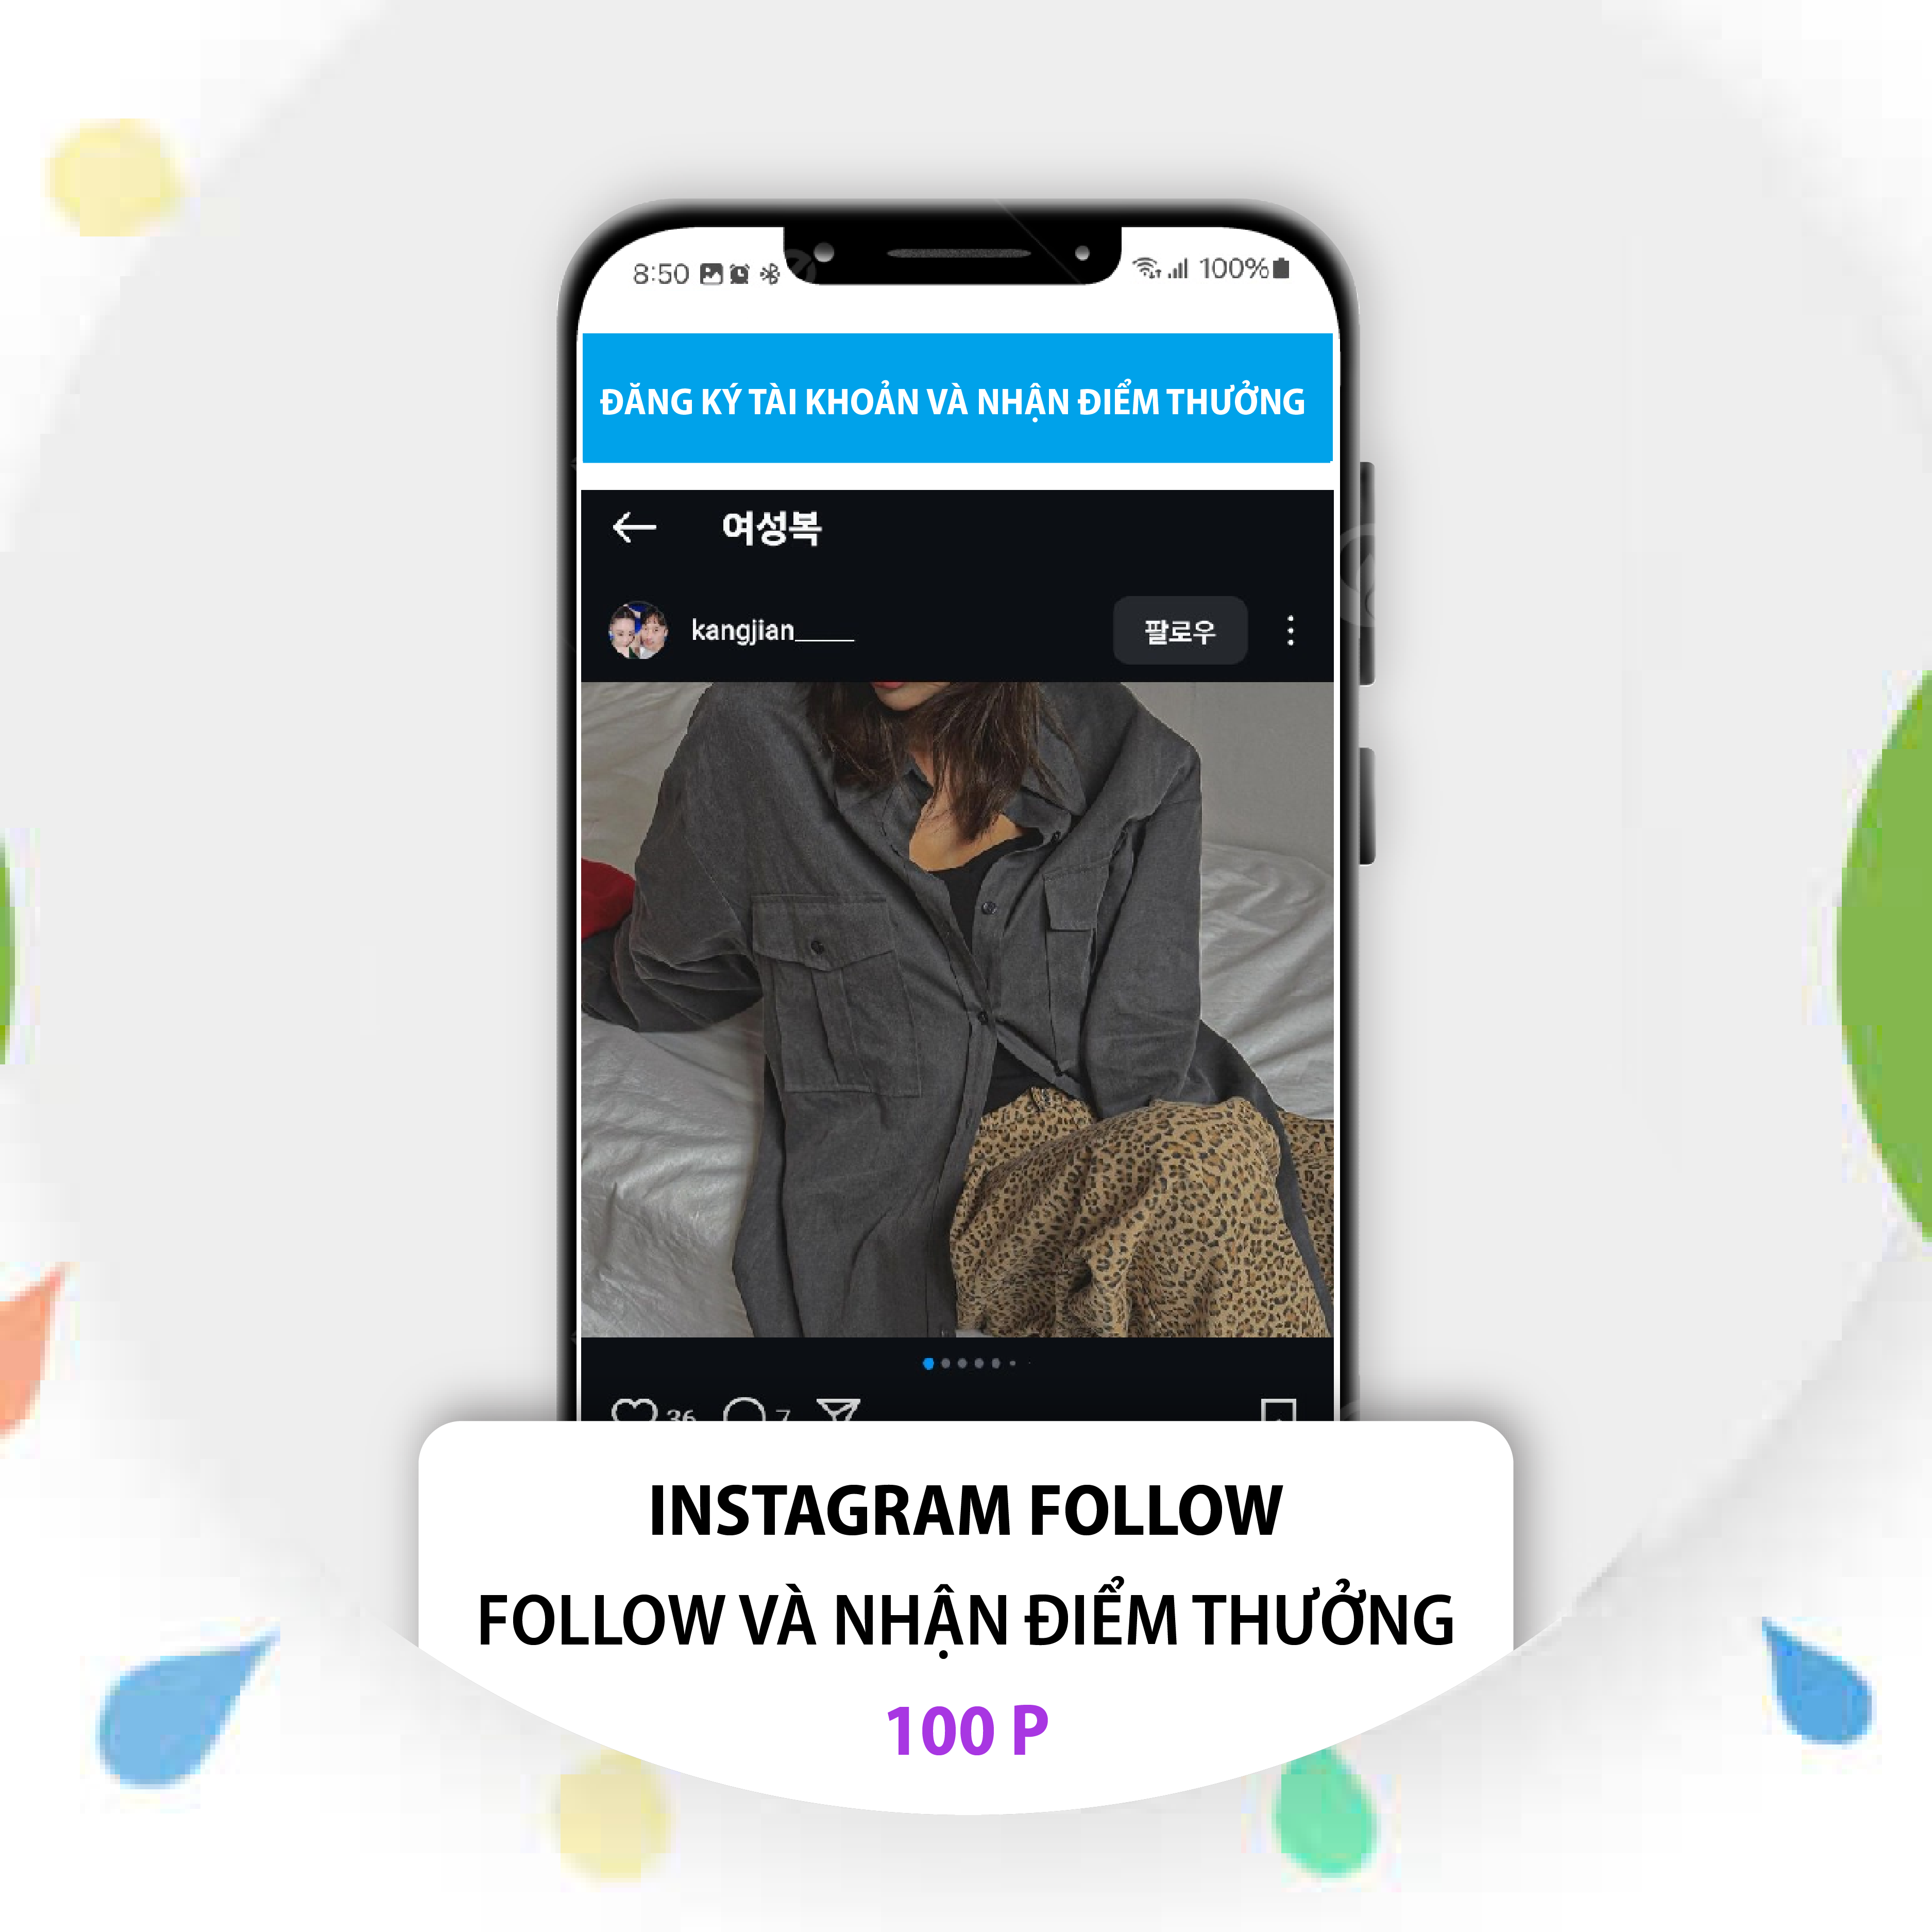 8:50
100%
ĐĂNG KÝ TÀI KHOẢN VÀ NHẬN ĐIỂM THƯỞNG
여성복
kangjian_____
팔로우
36 7
INSTAGRAM FOLLOW
FOLLOW VÀ NHẬN ĐIỂM THƯỞNG
100 P